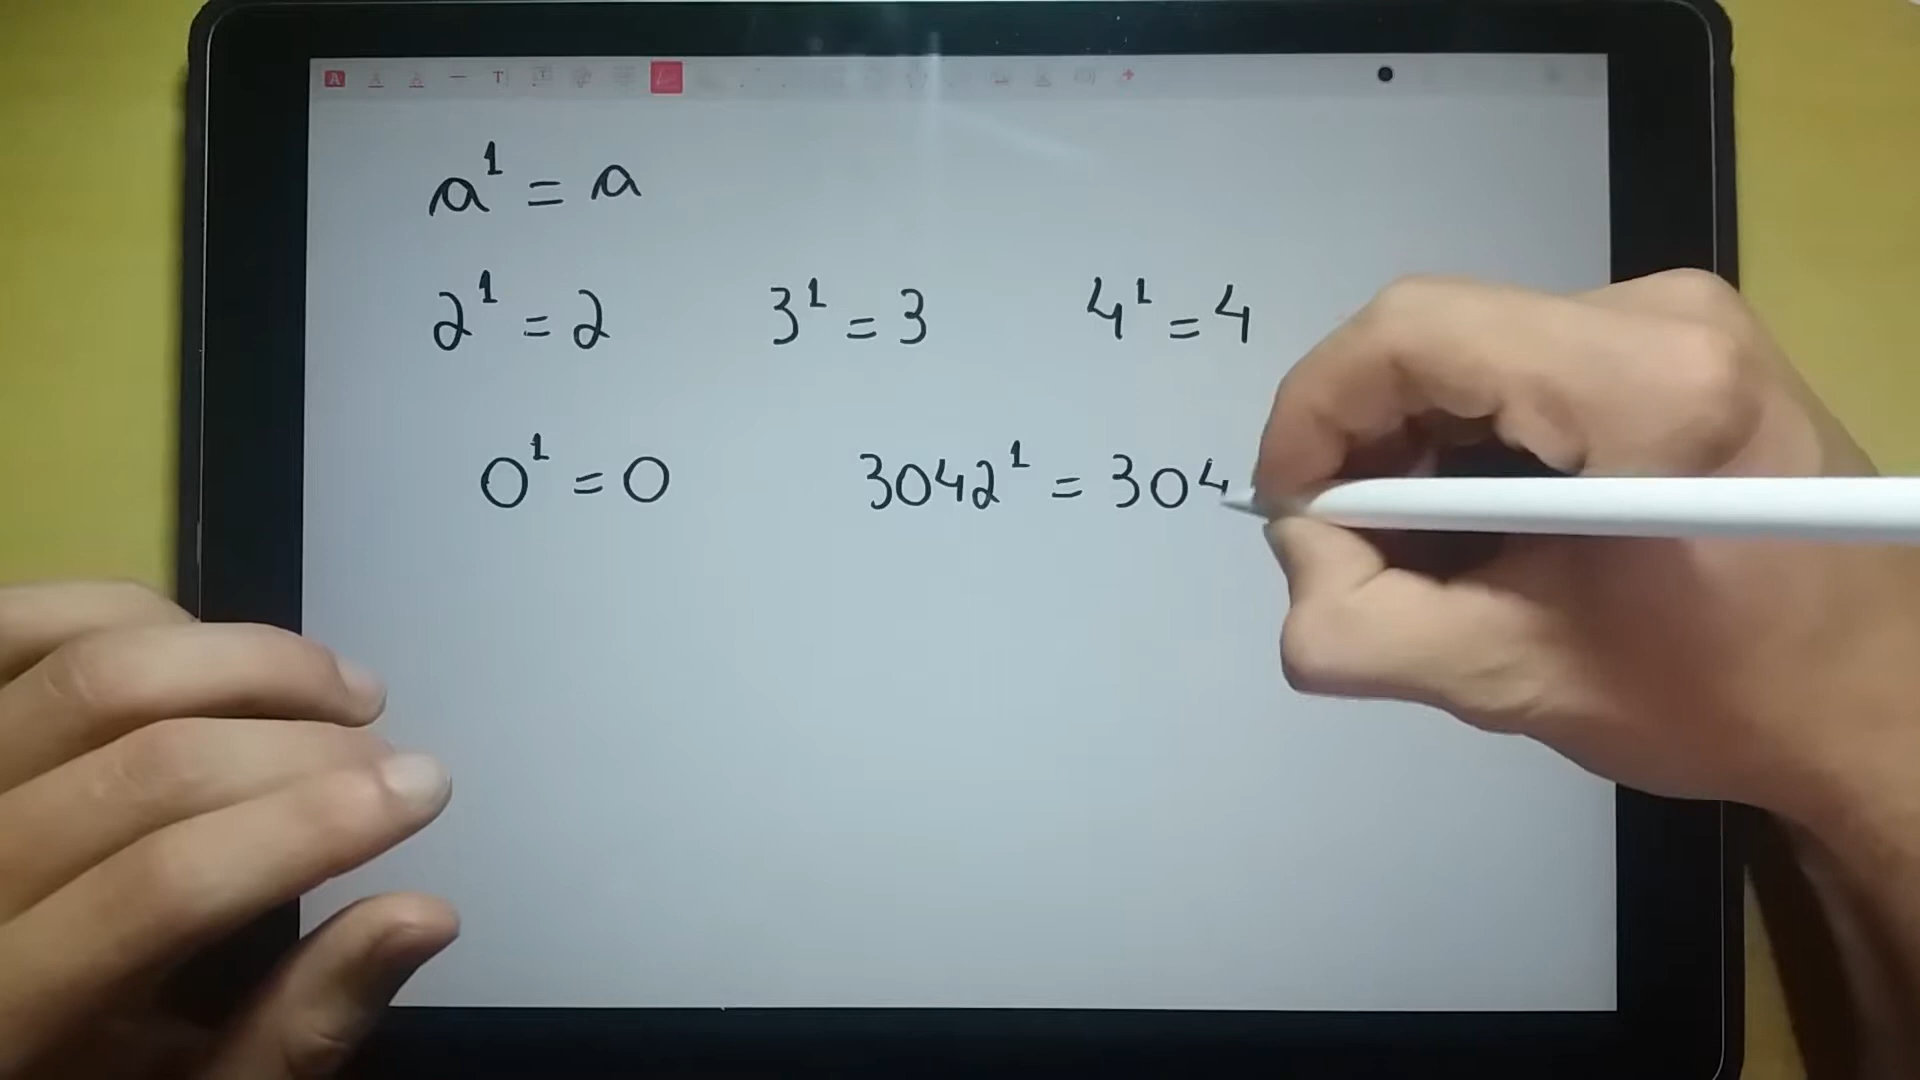 a¹ = a
2¹ = 2 3¹ = 3 4¹ = 4
0¹ = 0 3042¹ = 304